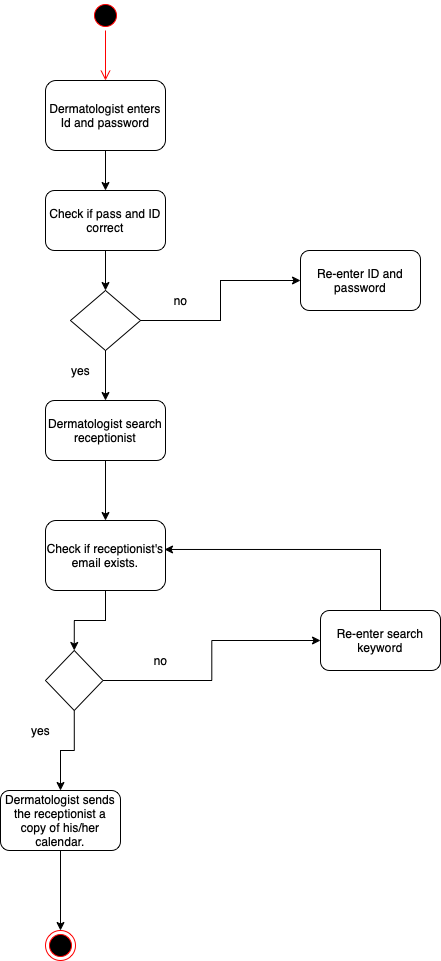 Dermatologist enters
Id and password
Check if pass and ID
correct
no
Re-enter ID and
password
yes
Dermatologist search
receptionist
Check if receptionist's
email exists.
no
Re-enter search
keyword
yes
Dermatologist sends
the receptionist a
copy of his/her
calendar.